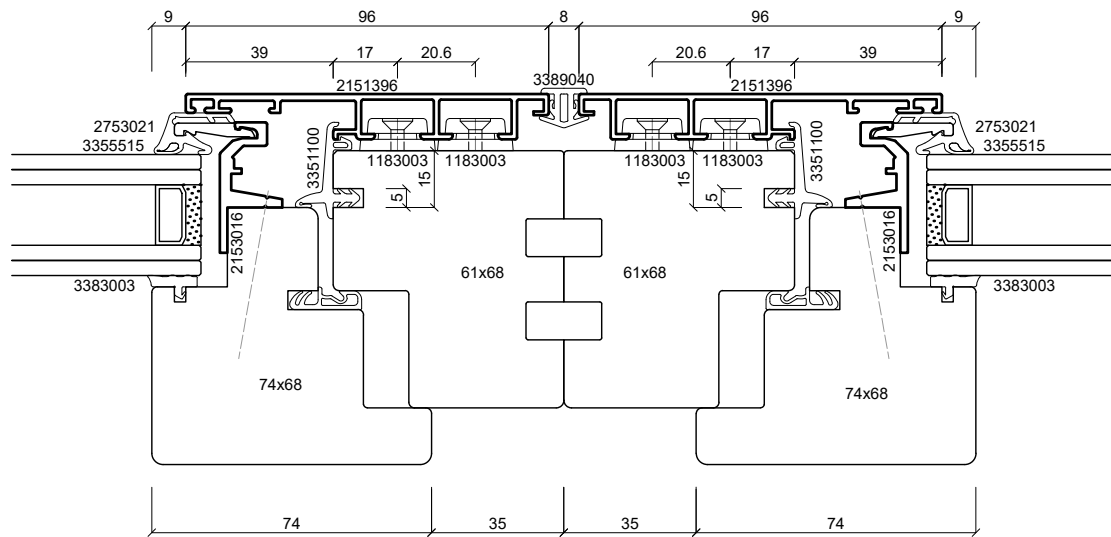 9 96 8 96 9
39 17 20.6 20.6 17 39
2151396 3389040 2151396
2753021 2753021
3355515 3355515
3351100 3351100
1183003 1183003 1183003 1183003
15 15
5 5
2153016 2153016
61x68 61x68
3383003 3383003
74x68 74x68
74 35 35 74